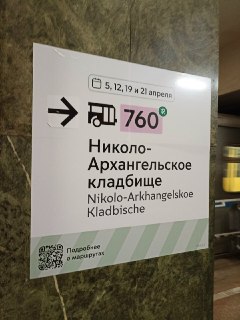 5, 12, 19 и 21 апреля
760
Николо-
Архангельское
кладбище
Nikolo-Arkhangelskoe
Kladbische
Подробнее
о маршрутах